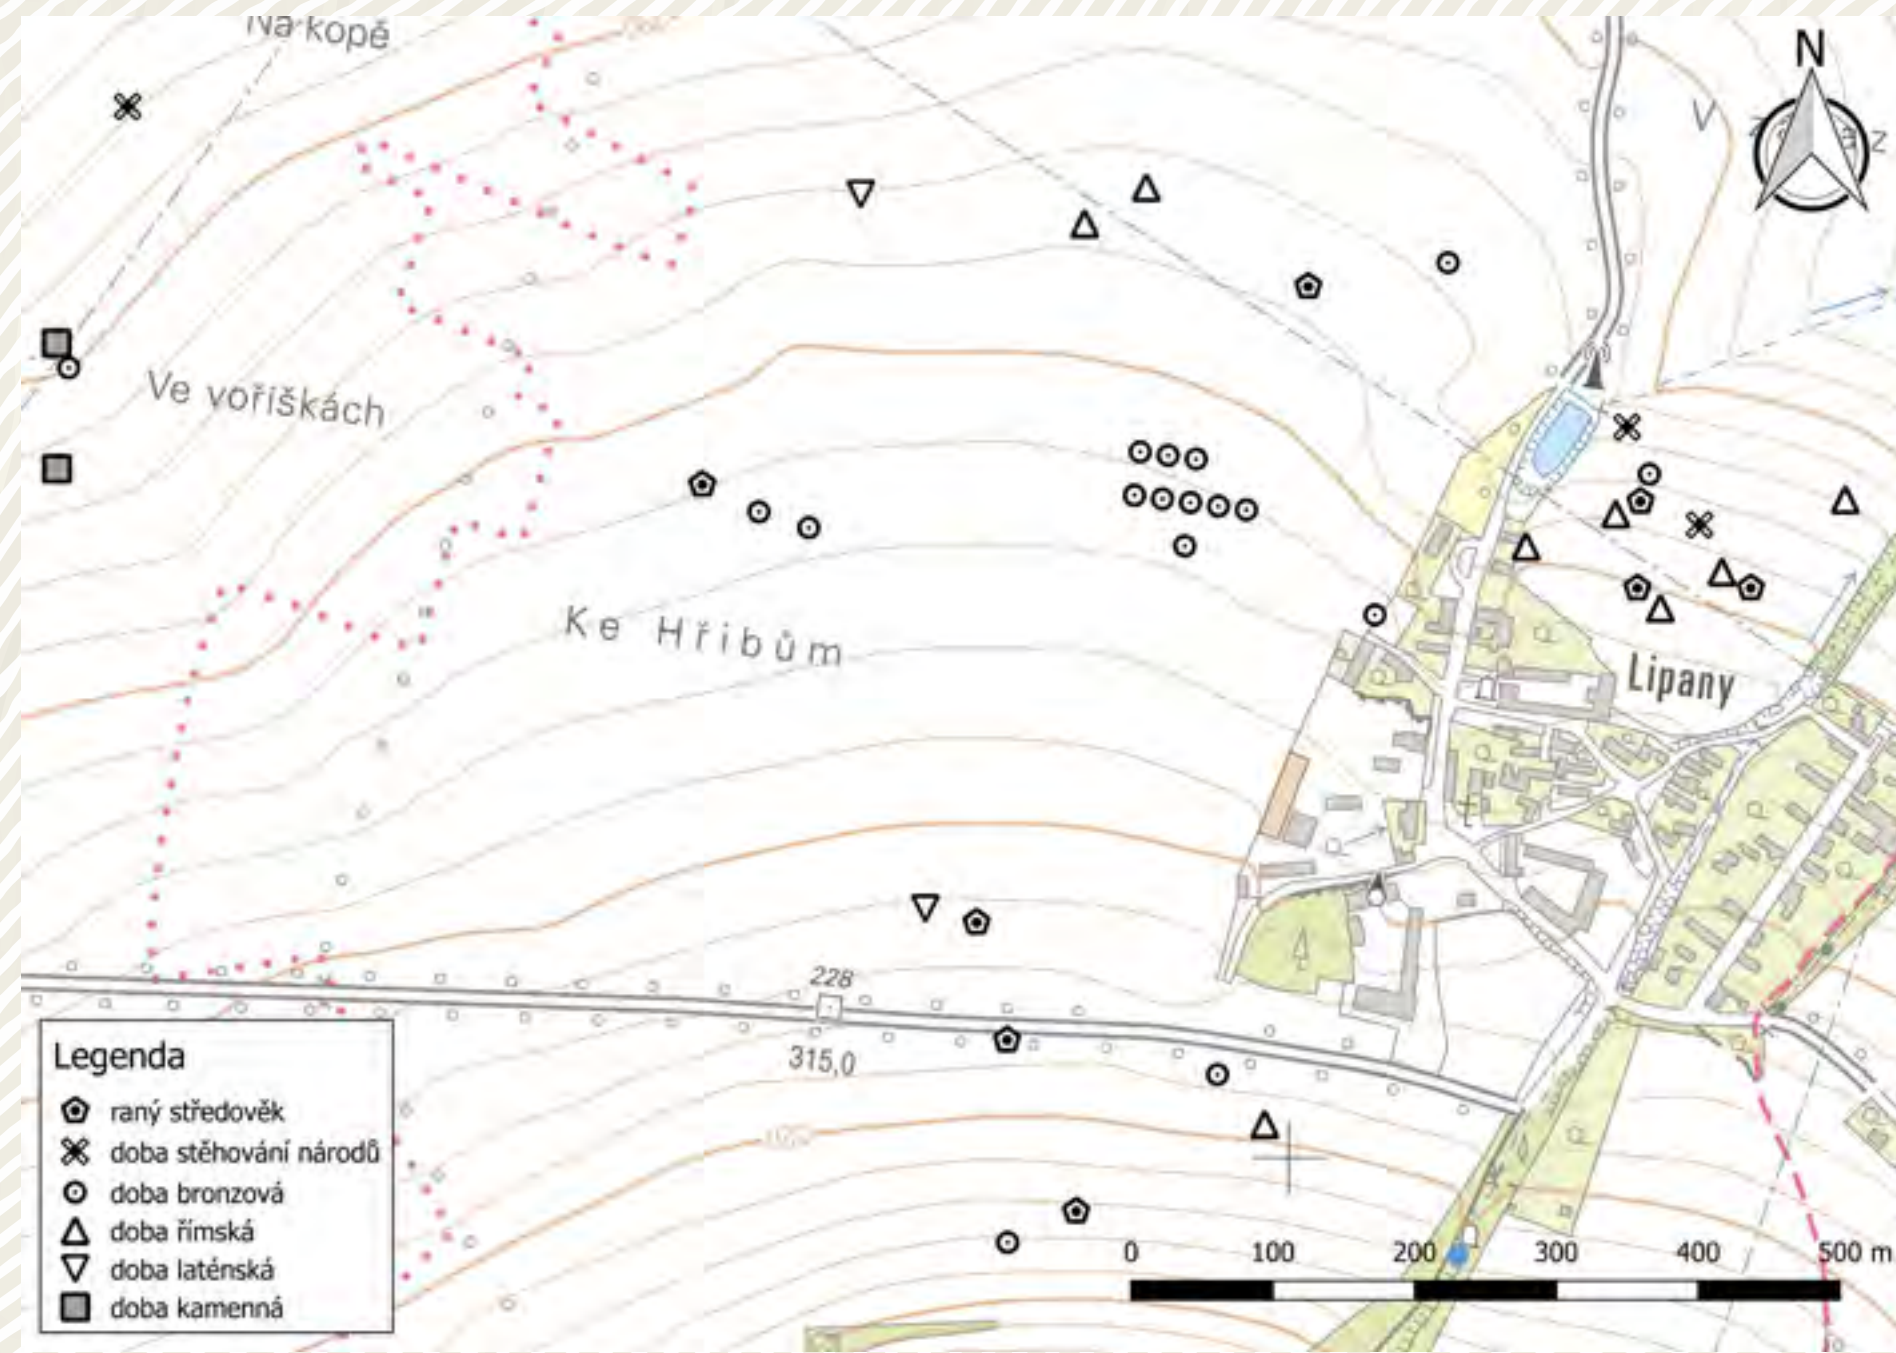 Na kopě
N
V
Z
Ve voříškách
Ke Hřibům
Lipany
228
315,0
Legenda
raný středověk
doba stěhování národů
doba bronzová
doba římská
doba laténská
doba kamenná
0 100 200 300 400 500 m